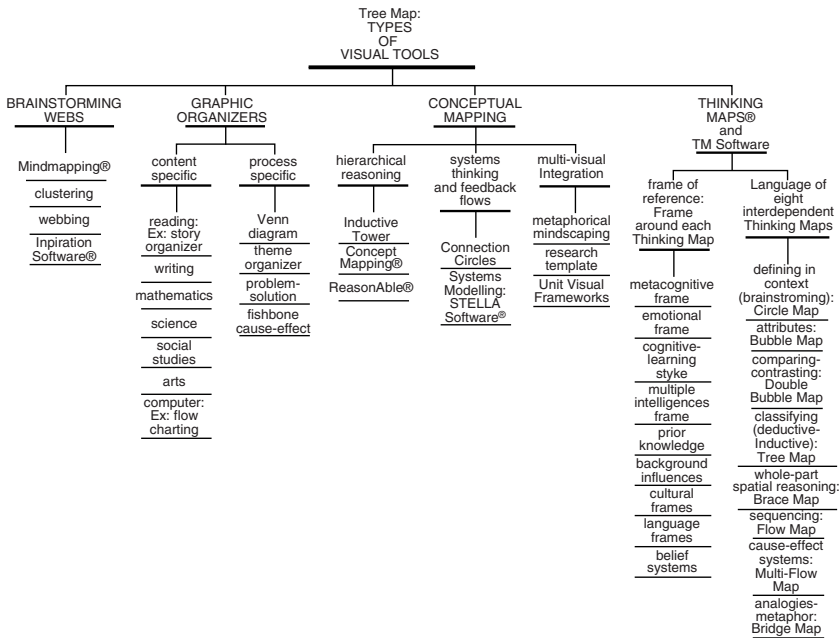 Tree Map:
TYPES
OF
VISUAL TOOLS
BRAINSTORMING
WEBS
Mindmapping®
clustering
webbing
Inpiration
Software®
GRAPHIC
ORGANIZERS
content
specific
reading:
Ex: story
organizer
writing
mathematics
science
social
studies
arts
computer:
Ex: flow
charting
process
specific
Venn
diagram
theme
organizer
problem-
solution
fishbone
cause-effect
CONCEPTUAL
MAPPING
hierarchical
reasoning
Inductive
Tower
Concept
Mapping®
ReasonAble®
systems
thinking
and feedback
flows
Connection
Circles
Systems
Modelling:
STELLA
Software®
multi-visual
Integration
metaphorical
mindscaping
research
template
Unit Visual
Frameworks
THINKING
MAPS®
and
TM Software
frame of
reference:
Frame
around each
Thinking Map
metacognitive
frame
emotional
frame
cognitive-
learning
styke
multiple
intelligences
frame
prior
knowledge
background
influences
cultural
frames
language
frames
belief
systems
Language of
eight
interdependent
Thinking Maps
defining in
context
(brainstroming):
Circle Map
attributes:
Bubble Map
comparing-
contrasting:
Double
Bubble Map
classifying
(deductive-
Inductive):
Tree Map
whole-part
spatial reasoning:
Brace Map
sequencing:
Flow Map
cause-effect
systems:
Multi-Flow
Map
analogies-
metaphor:
Bridge Map